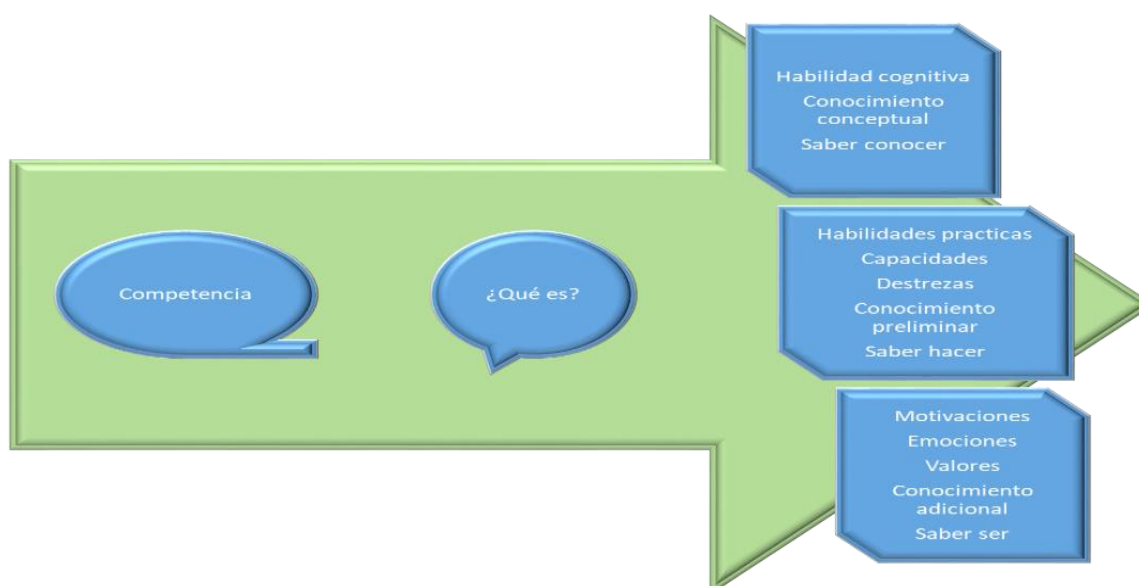 Competencia
¿Qué es?
Habilidad cognitiva
Conocimiento
conceptual
Saber conocer
Habilidades practicas
Capacidades
Destrezas
Conocimiento
preliminar
Saber hacer
Motivaciones
Emociones
Valores
Conocimiento
adicional
Saber ser